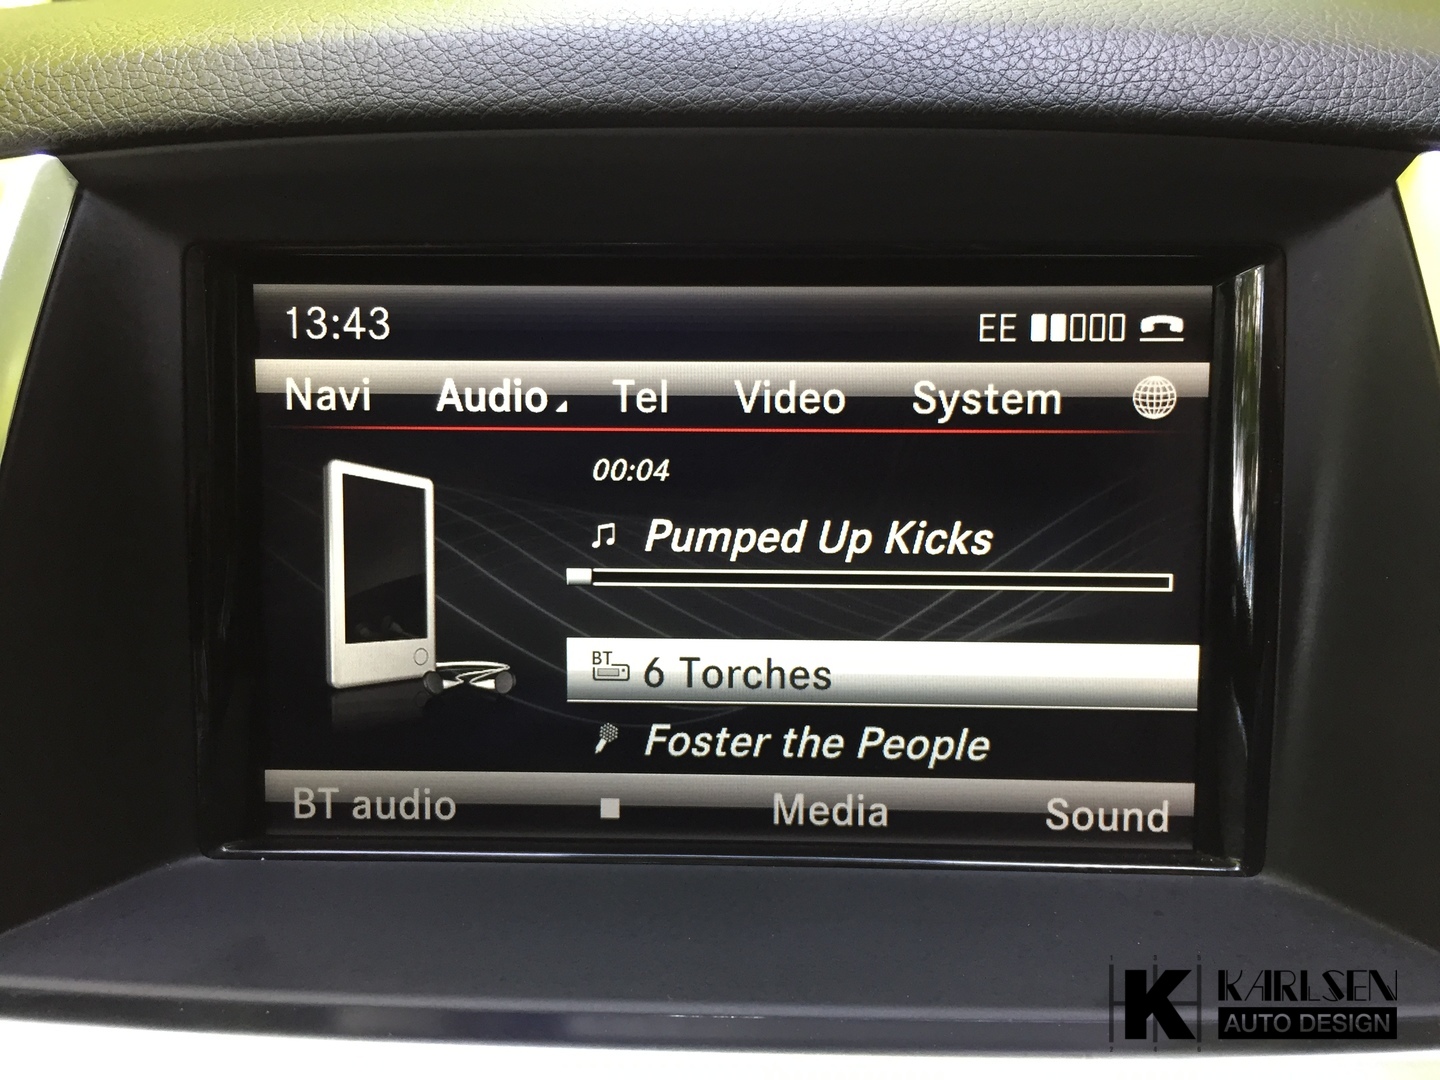 13:43 EE
Navi Audio Tel Video System
00:04
Pumped Up Kicks
BT 6 Torches
Foster the People
BT audio Media Sound
K KARLSEN
AUTO DESIGN